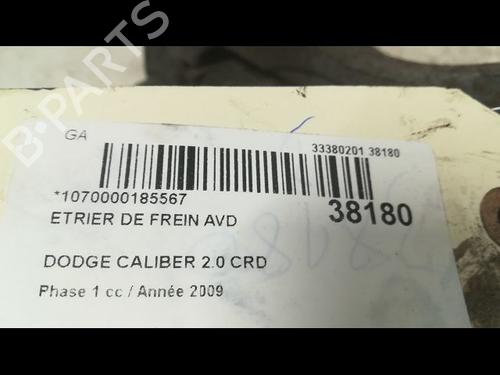 GA
33380201 38180
*1070000185567
38180
ETRIER DE FREIN AVD
DODGE CALIBER 2.0 CRD
Phase 1 cc / Année 2009
B-PARTS